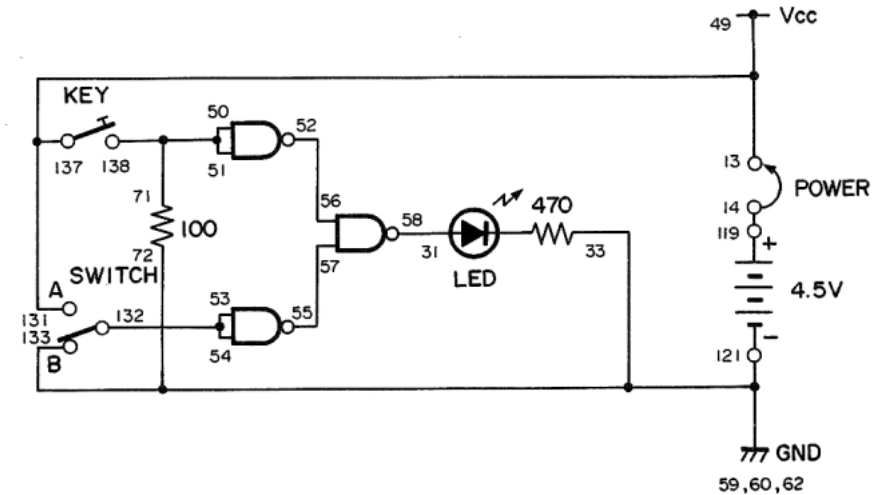 49 Vcc
KEY
50
52
137 138
51
13
POWER
71
56
14
100
58
470
119
+
72
31
33
SWITCH
57
LED
A
53
4.5V
131
132
55
133
54
B
121
−
GND
59,60,62